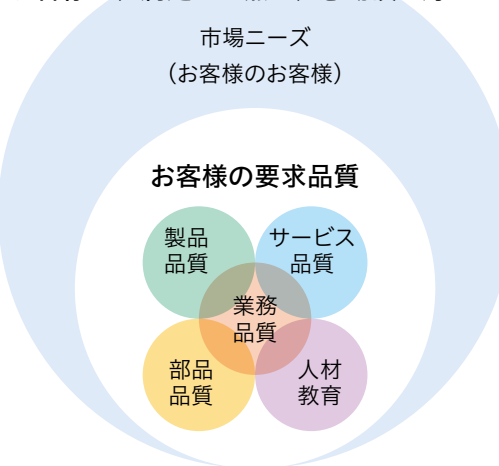 市場ニーズ
(お客様のお客様)
お客様の要求品質
製品
品質
サービス
品質
業務
品質
部品
品質
人材
教育